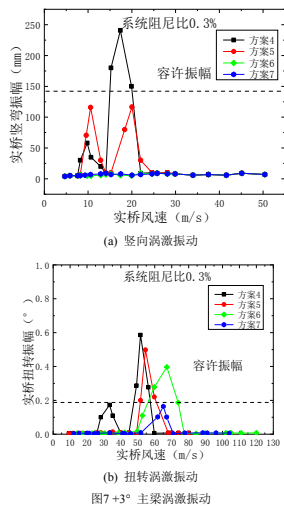 系统阻尼比0.3%
方案4
方案5
方案6
方案7
容许振幅
实桥竖弯振幅（mm）
250
200
150
100
50
0
0 10 20 30 40 50
实桥风速（m/s）
(a) 竖向涡激振动
系统阻尼比0.3%
方案4
方案5
方案6
方案7
容许振幅
实桥扭转振幅（°）
1.0
0.8
0.6
0.4
0.2
0.0
0 10 20 30 40 50 60 70 80 90 100 110 120 130
实桥风速（m/s）
(b) 扭转涡激振动
图7 +3° 主梁涡激振动